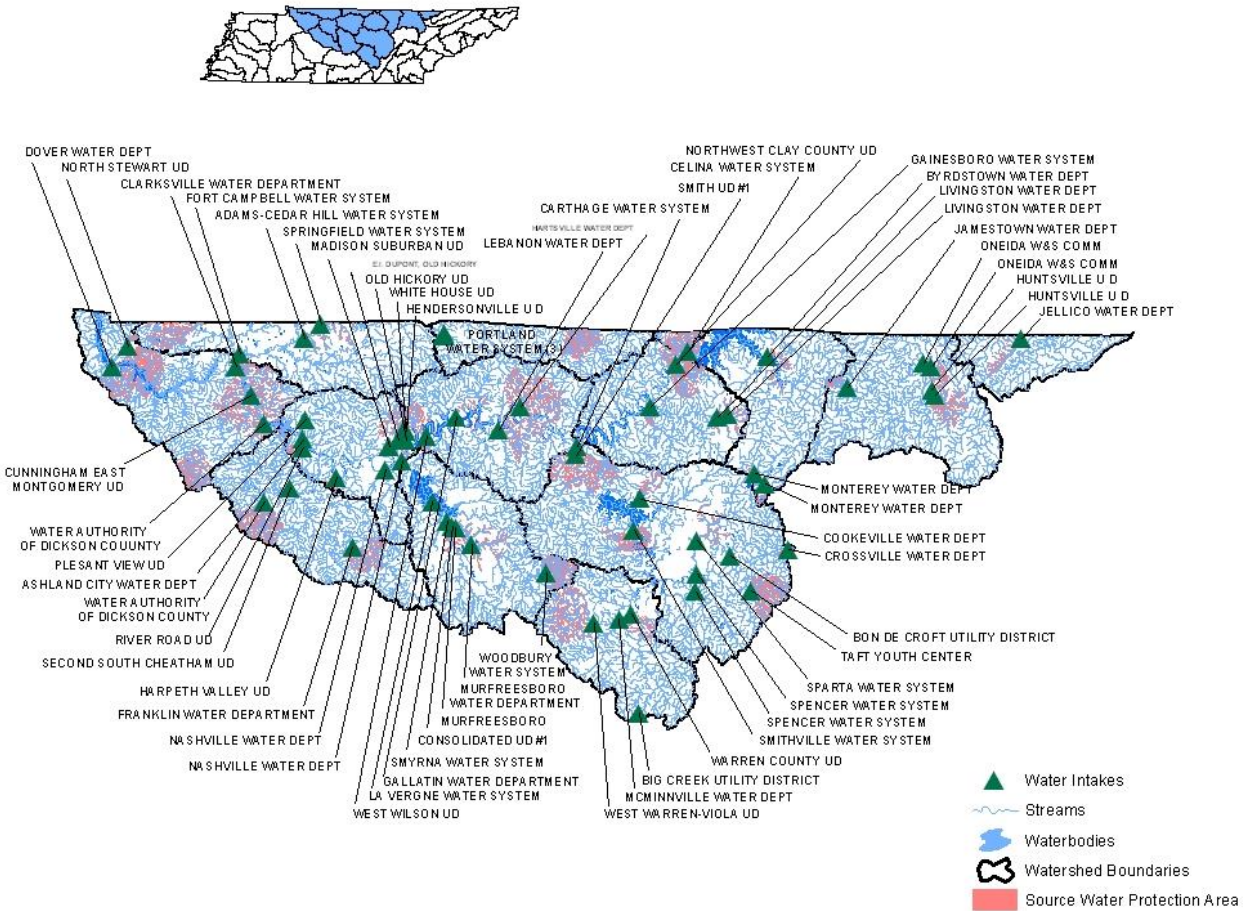 DOVER WATER DEPT
NORTH STEWART UD
CLARKSVILLE WATER DEPARTMENT
FORT CAMPBELL WATER SYSTEM
ADAMS-CEDAR HILL WATER SYSTEM
SPRINGFIELD WATER SYSTEM
MADISON SUBURBAN UD
E.I. DUPONT, OLD HICKORY
OLD HICKORY UD
WHITE HOUSE UD
HENDERSONVILLE UD
PORTLAND
WATER SYSTEM (3)
LEBANON WATER DEPT
HARTSVILLE WATER DEPT
CARTHAGE WATER SYSTEM
SMITH UD #1
CELINA WATER SYSTEM
NORTHWEST CLAY COUNTY UD
GAINESBORO WATER SYSTEM
BYRDSTOWN WATER DEPT
LIVINGSTON WATER DEPT
LIVINGSTON WATER DEPT
JAMESTOWN WATER DEPT
ONEIDA W&S COMM
ONEIDA W&S COMM
HUNTSVILLE U D
HUNTSVILLE U D
JELLICO WATER DEPT
CUNNINGHAM EAST
MONTGOMERY UD
WATER AUTHORITY
OF DICKSON COUUNTY
PLESANT VIEW UD
ASHLAND CITY WATER DEPT
WATER AUTHORITY
OF DICKSON COUNTY
RIVER ROAD UD
SECOND SOUTH CHEATHAM UD
HARPETH VALLEY UD
FRANKLIN WATER DEPARTMENT
NASHVILLE WATER DEPT
NASHVILLE WATER DEPT
WEST WILSON UD
LA VERGNE WATER SYSTEM
GALLATIN WATER DEPARTMENT
SMYRNA WATER SYSTEM
CONSOLIDATED UD #1
MURFREESBORO
WATER DEPARTMENT
MURFREESBORO
WATER SYSTEM
WOODBURY
MONTEREY WATER DEPT
MONTEREY WATER DEPT
COOKEVILLE WATER DEPT
CROSSVILLE WATER DEPT
BON DE CROFT UTILITY DISTRICT
TAFT YOUTH CENTER
SPARTA WATER SYSTEM
SPENCER WATER SYSTEM
SPENCER WATER SYSTEM
SMITHVILLE WATER SYSTEM
WARREN COUNTY UD
BIG CREEK UTILITY DISTRICT
MCMINNVILLE WATER DEPT
WEST WARREN-VIOLA UD
Water Intakes
Streams
Waterbodies
Watershed Boundaries
Source Water Protection Area